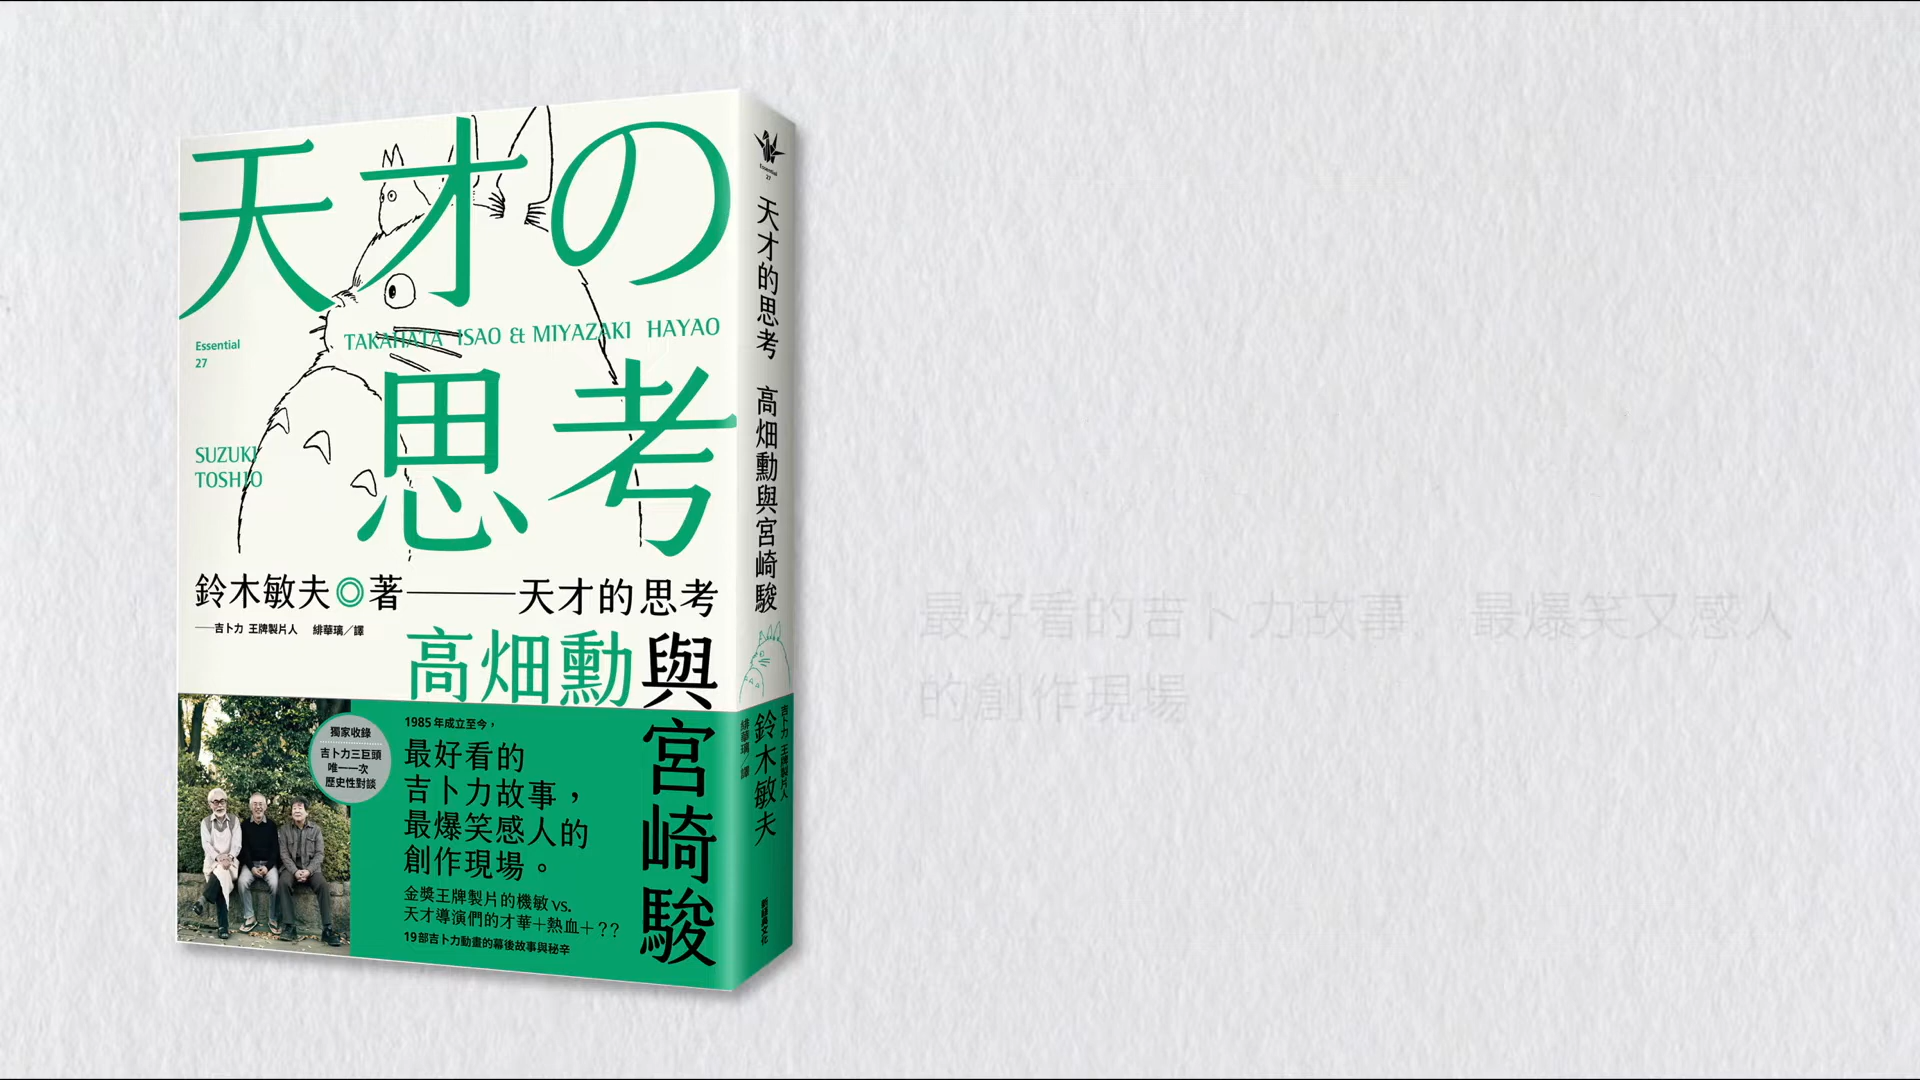 天才の
思考
TAKAHATA ISAO & MIYAZAKI HAYAO
Essential
27
SUZUKI
TOSHIO
鈴木敏夫◎著——天才的思考
——吉卜力 王牌製片人 緋華璃／譯
高畑勳與宮崎駿
獨家收錄
吉卜力三巨頭
唯一一次
歷史性對談
1985年成立至今，
最好看的
吉卜力故事，
最爆笑感人的
創作現場。
金獎王牌製片的機敏vs.
天才導演們的才華＋熱血＋？？
19部吉卜力動畫的幕後故事與秘辛
Essential
27
天才的思考 高畑勳與宮崎駿
吉卜力 王牌製片人
鈴木敏夫
緋華璃／譯
新經典文化
最好看的吉卜力故事，最爆笑又感人
的創作現場